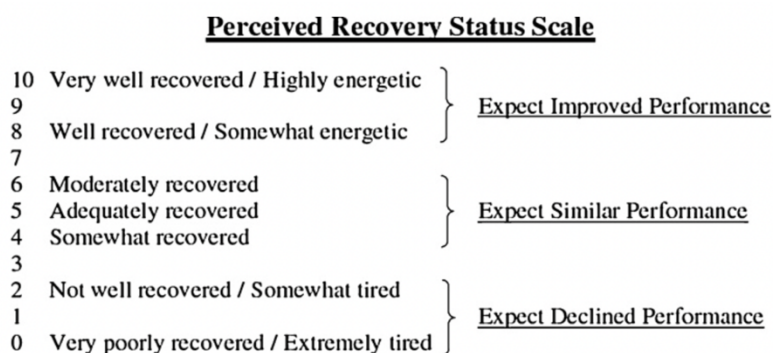 Perceived Recovery Status Scale
10 Very well recovered / Highly energetic
9 Expect Improved Performance
8 Well recovered / Somewhat energetic
7
6 Moderately recovered
5 Adequately recovered Expect Similar Performance
4 Somewhat recovered
3
2 Not well recovered / Somewhat tired
1 Expect Declined Performance
0 Very poorly recovered / Extremely tired